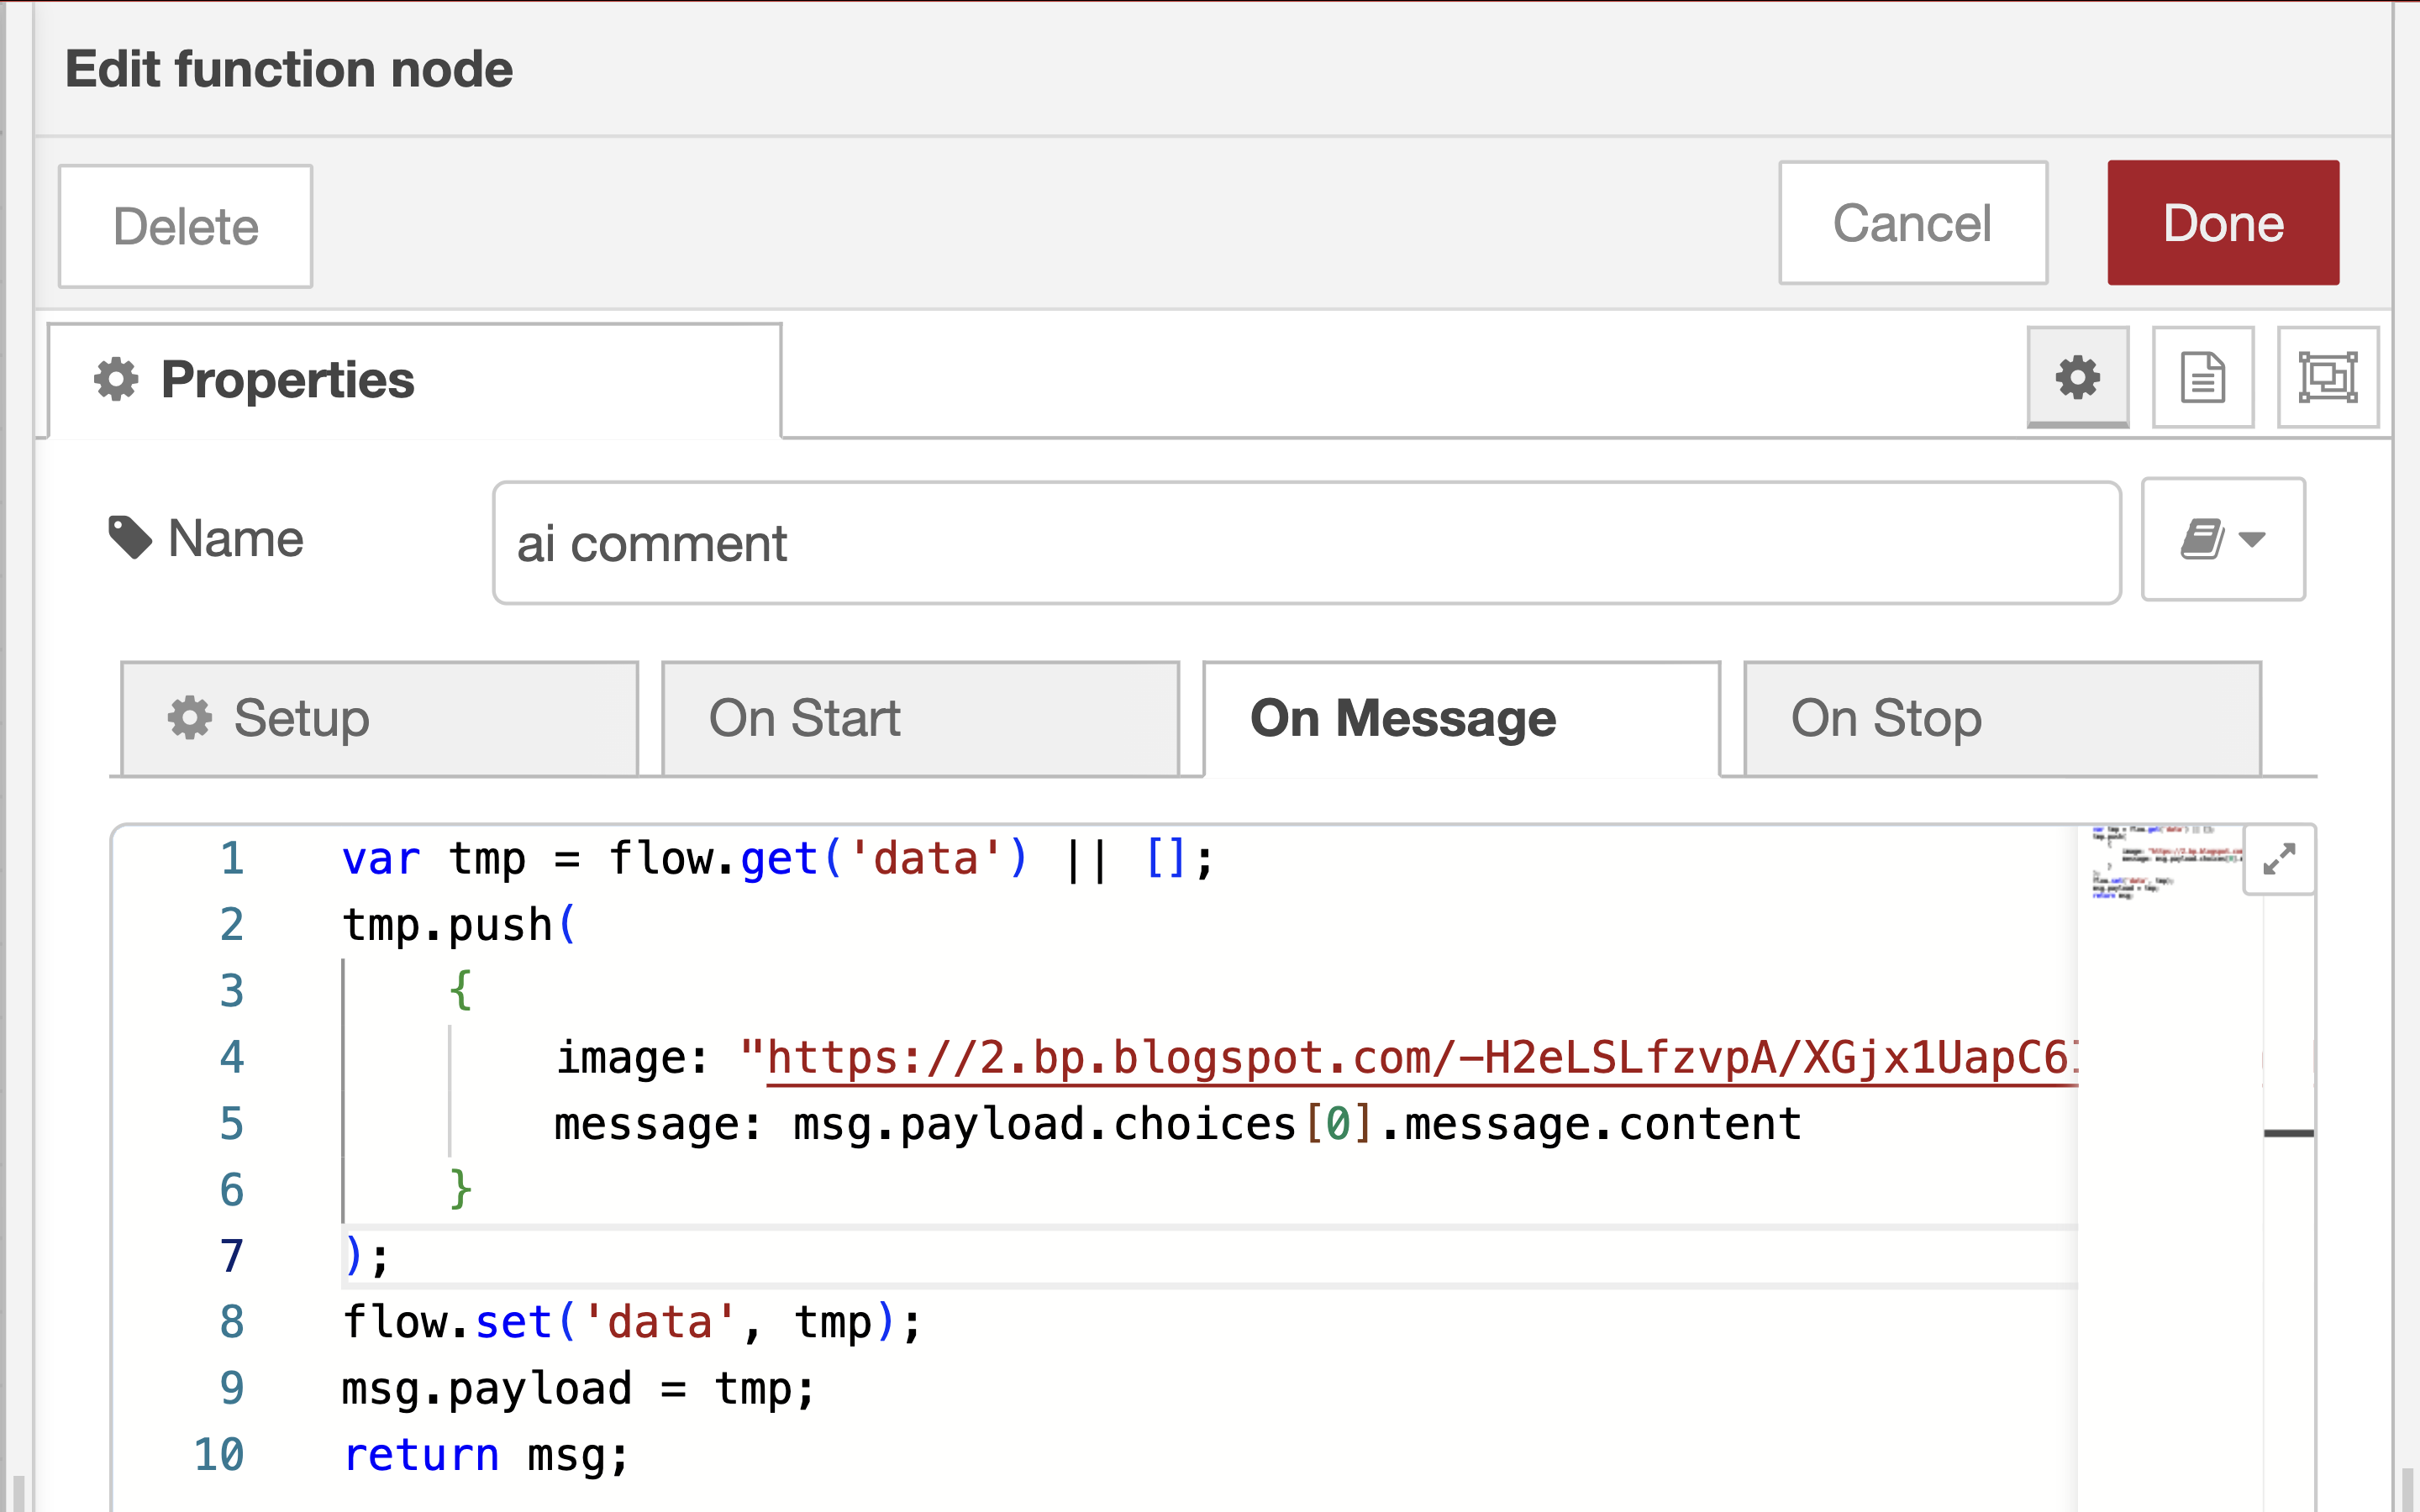 Edit function node
Delete
Cancel
Done
Properties
Name
ai comment
Setup
On Start
On Message
On Stop
1 var tmp = flow.get('data') || [];
2 tmp.push(
3 {
4 image: "https://2.bp.blogspot.com/-H2eLSLfzvpA/XGjx1UapC6
5 message: msg.payload.choices[0].message.content
6 }
7 );
8 flow.set('data', tmp);
9 msg.payload = tmp;
10 return msg;